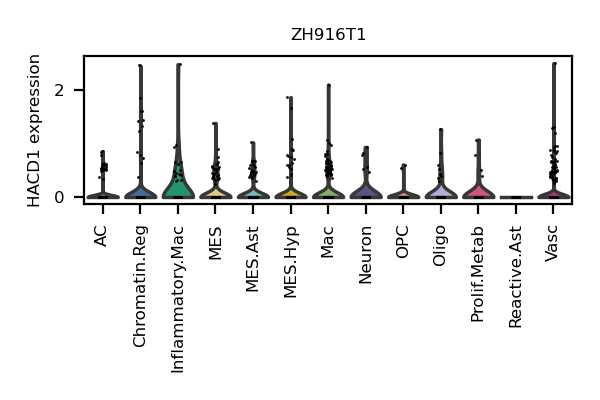 ZH916T1
HACD1 expression
2
0
AC
Chromatin.Reg
Inflammatory.Mac
MES
MES.Ast
MES.Hyp
Mac
Neuron
OPC
Oligo
Prolif.Metab
Reactive.Ast
Vasc